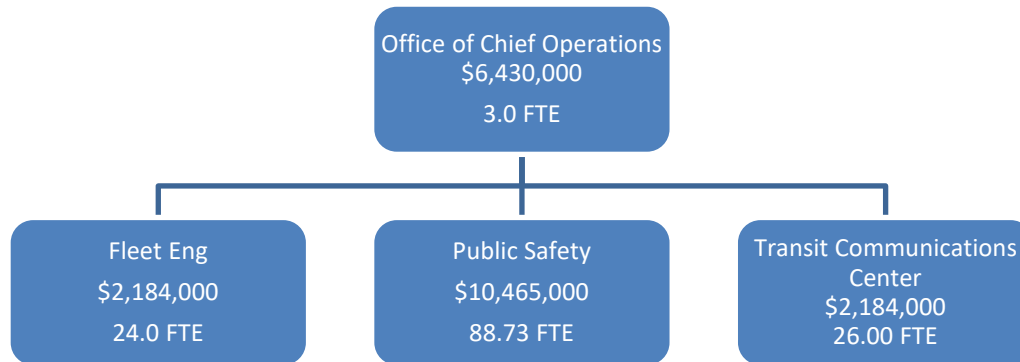 Office of Chief Operations
$6,430,000
3.0 FTE
Fleet Eng
$2,184,000
24.0 FTE
Public Safety
$10,465,000
88.73 FTE
Transit Communications
Center
$2,184,000
26.00 FTE